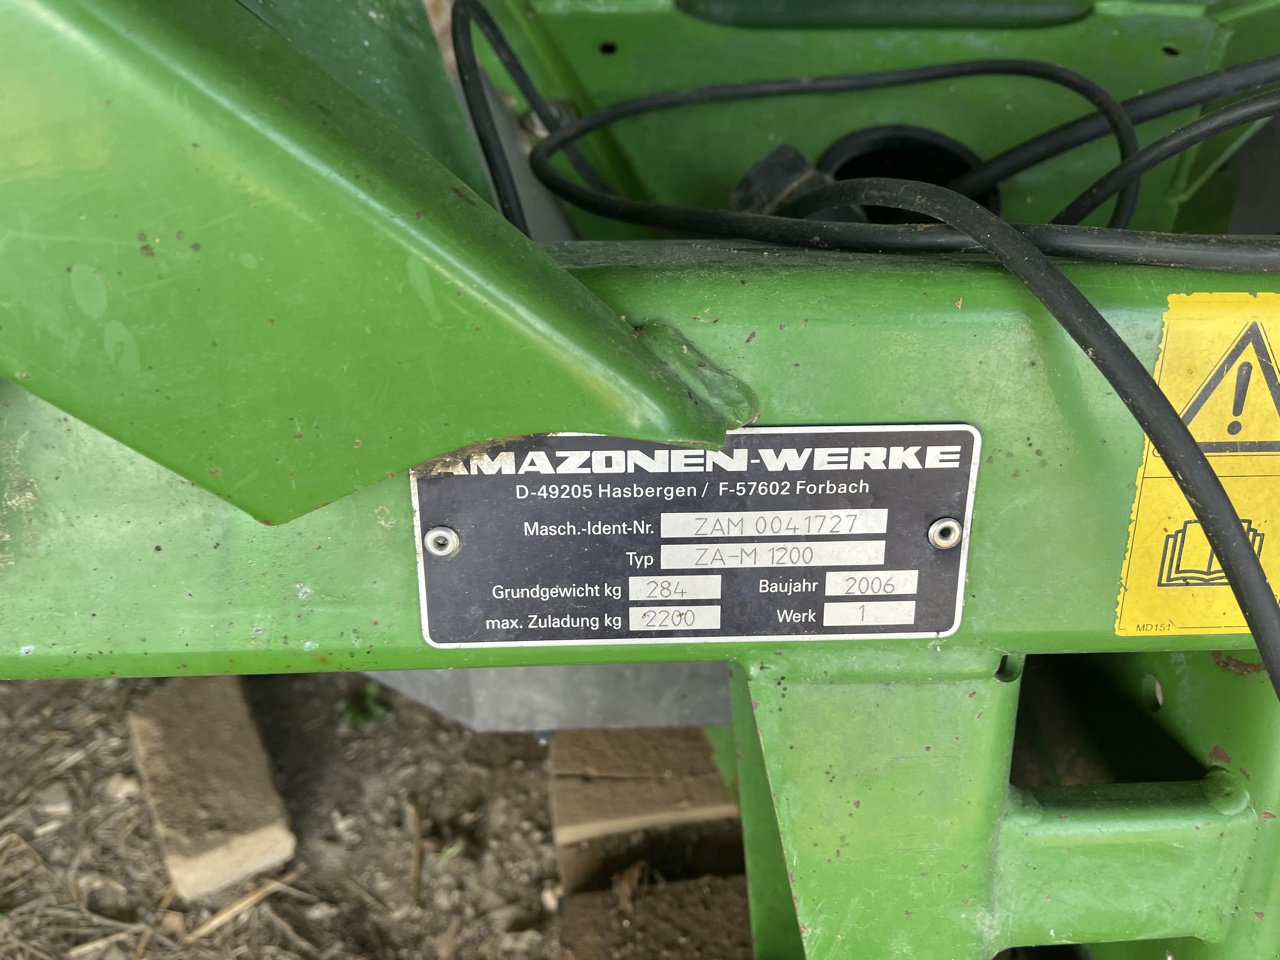 AMAZONEN-WERKE
D-49205 Hasbergen / F-57602 Forbach
Masch.-Ident-Nr. ZAM 0041727
Typ ZA-M 1200
Grundgewicht kg 284 Baujahr 2006
max. Zuladung kg 2200 Werk 1
MD151